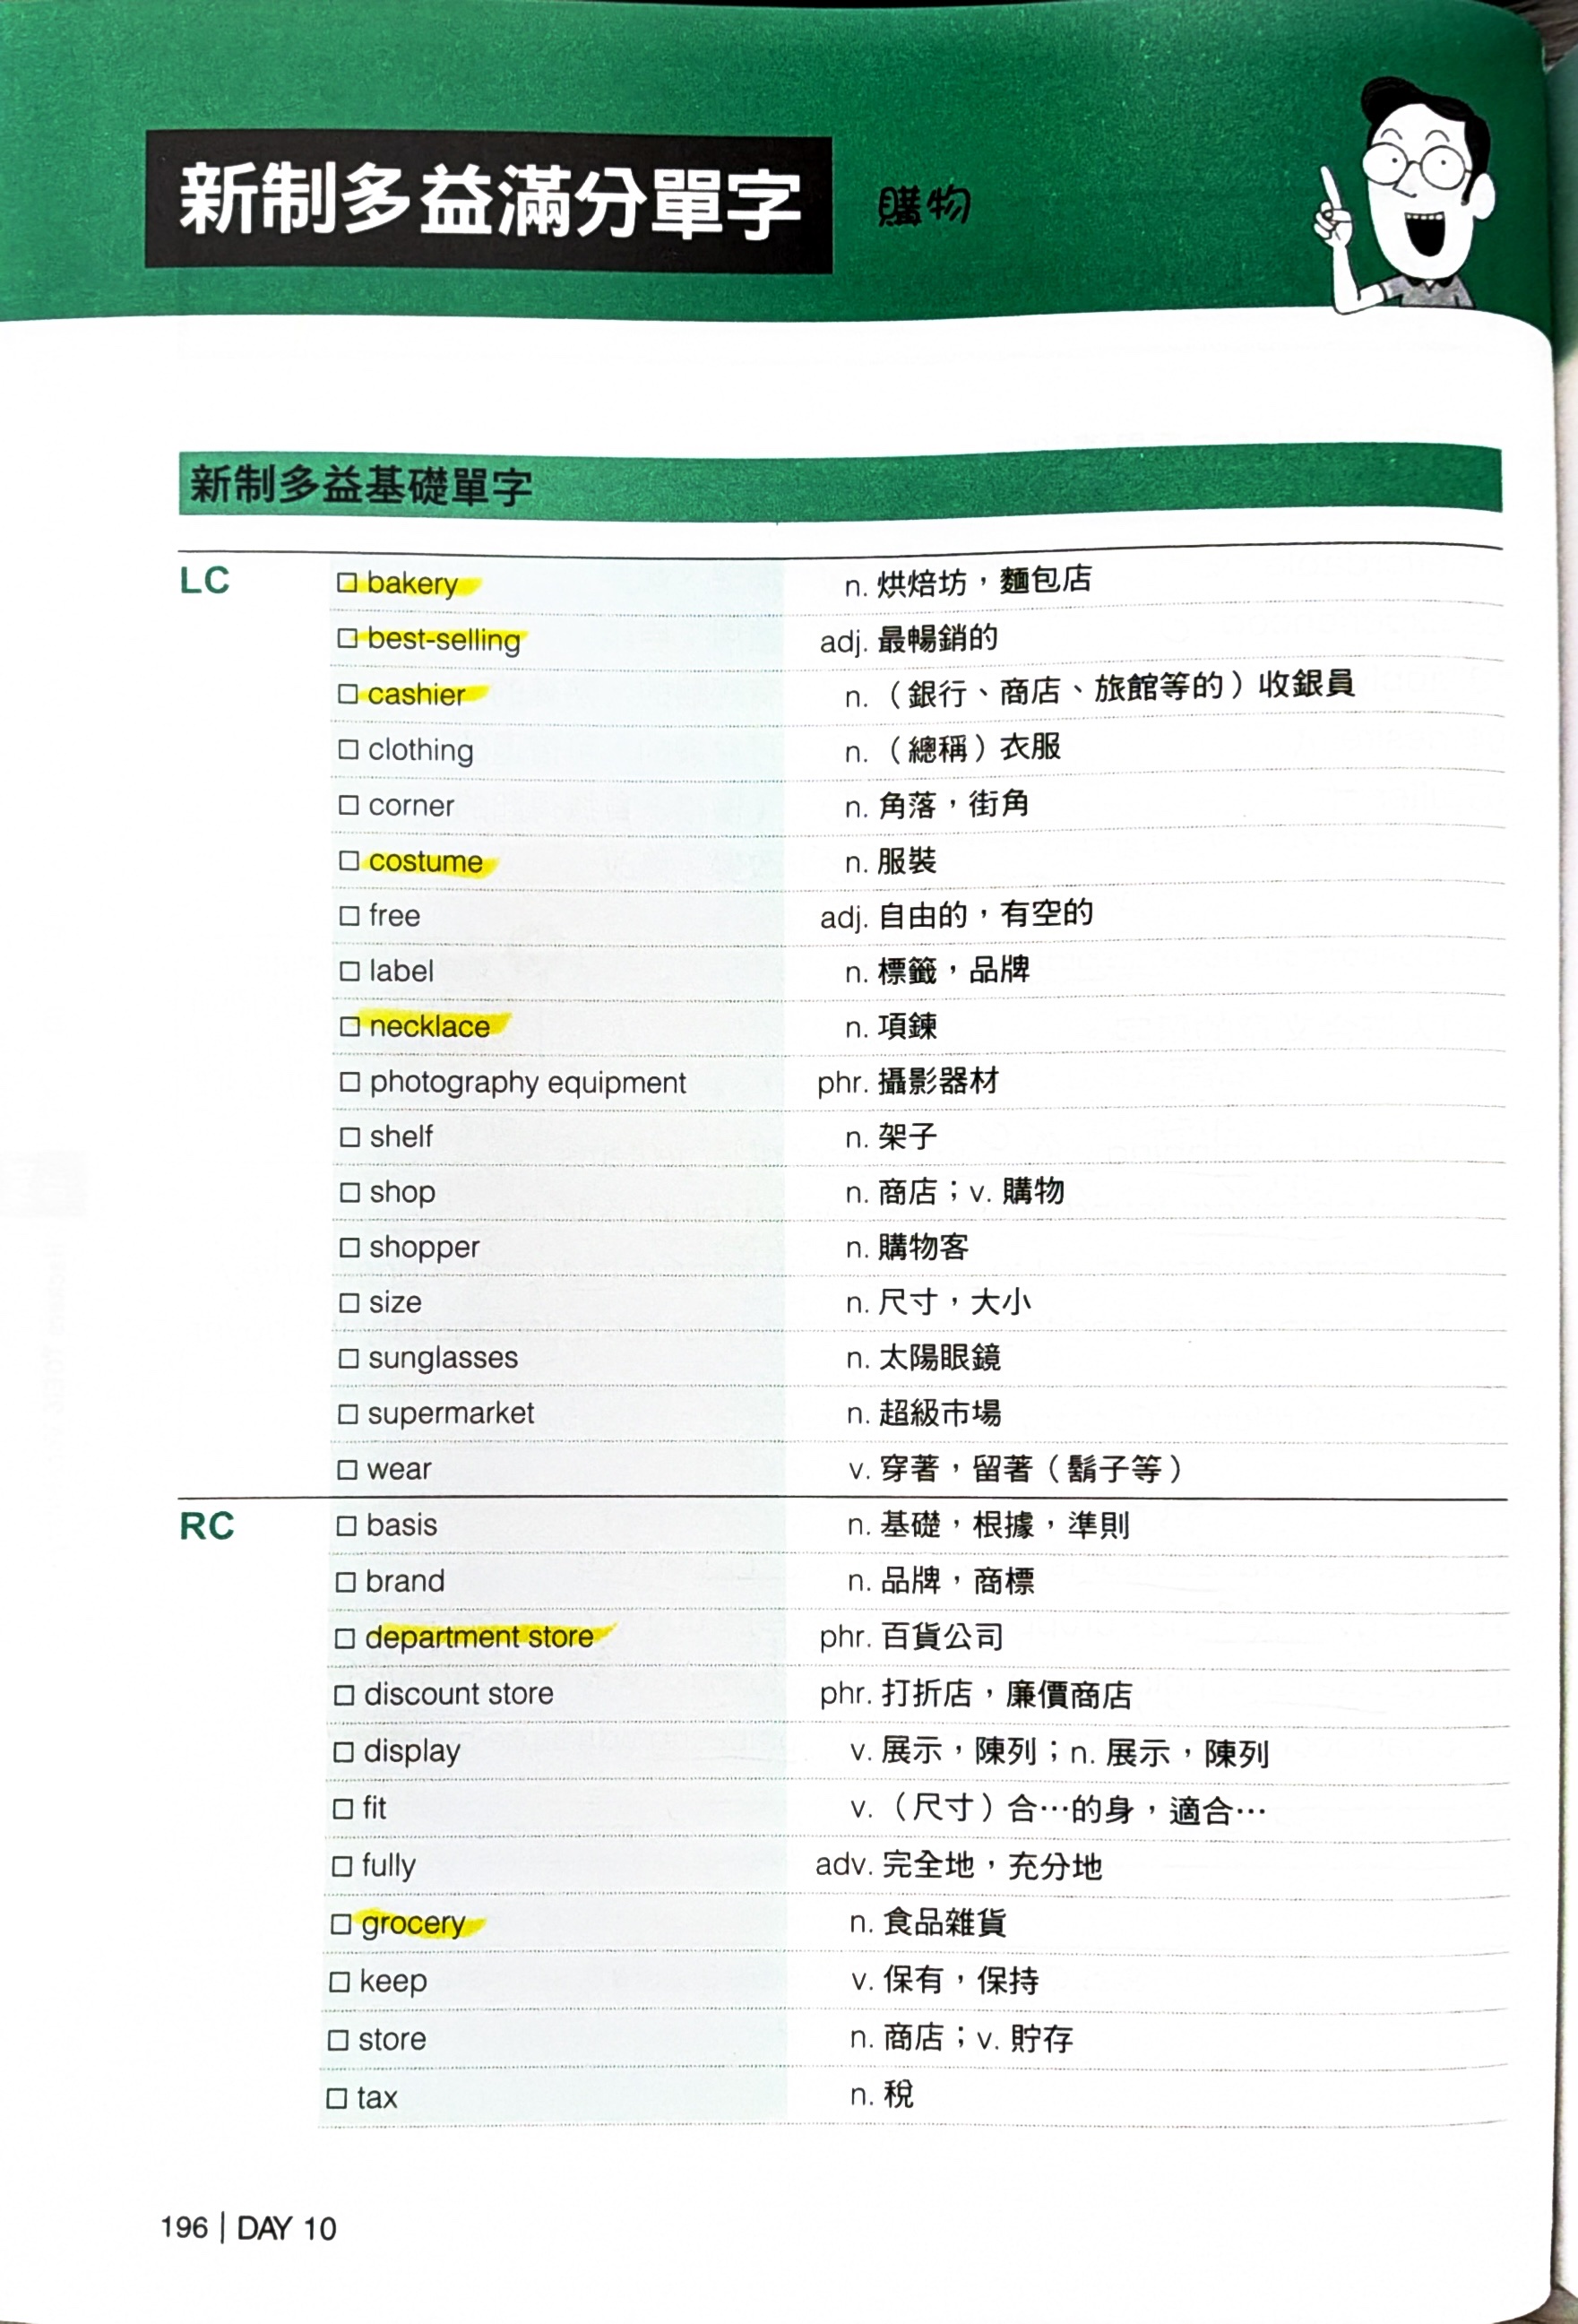 新制多益滿分單字 購物
新制多益基礎單字
LC □ bakery n. 烘焙坊，麵包店
□ best-selling adj. 最暢銷的
□ cashier n.（銀行、商店、旅館等的）收銀員
□ clothing n.（總稱）衣服
□ corner n. 角落，街角
□ costume n. 服裝
□ free adj. 自由的，有空的
□ label n. 標籤，品牌
□ necklace n. 項鍊
□ photography equipment phr. 攝影器材
□ shelf n. 架子
□ shop n. 商店；v. 購物
□ shopper n. 購物客
□ size n. 尺寸，大小
□ sunglasses n. 太陽眼鏡
□ supermarket n. 超級市場
□ wear v. 穿著，留著（鬍子等）
RC □ basis n. 基礎，根據，準則
□ brand n. 品牌，商標
□ department store phr. 百貨公司
□ discount store phr. 打折店，廉價商店
□ display v. 展示，陳列；n. 展示，陳列
□ fit v.（尺寸）合…的身，適合…
□ fully adv. 完全地，充分地
□ grocery n. 食品雜貨
□ keep v. 保有，保持
□ store n. 商店；v. 貯存
□ tax n. 稅
196 | DAY 10